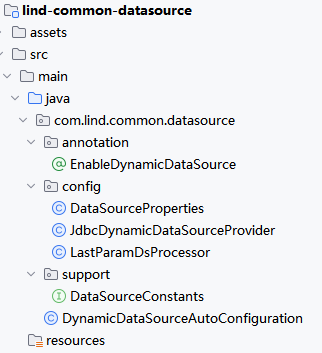 lind-common-datasource
assets
src
main
java
com.lind.common.datasource
annotation
EnableDynamicDataSource
config
DataSourceProperties
JdbcDynamicDataSourceProvider
LastParamDsProcessor
support
DataSourceConstants
DynamicDataSourceAutoConfiguration
resources